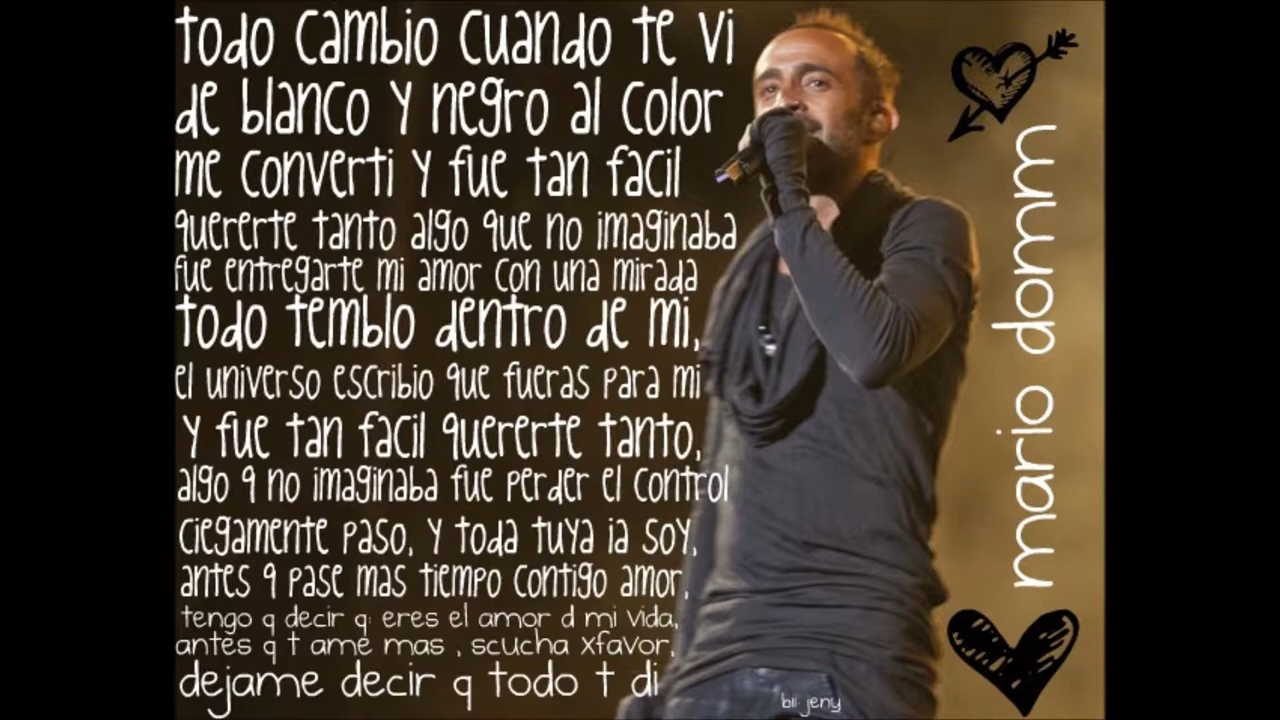 todo cambio cuando te vi
de blanco y negro al color
me converti y fue tan facil
quererte tanto algo que no imaginaba
fue entregarte mi amor con una mirada
todo temblo dentro de mi,
el universo escribio que fueras para mi
y fue tan facil quererte tanto,
algo q no imaginaba fue perder el control
ciegamente paso, y toda tuya ia soy,
antes q pase mas tiempo contigo amor,
tengo q decir q: eres el amor d mi vida,
antes q t ame mas , scucha xfavor,
dejame decir q todo t di
mario domm
bii: jeny